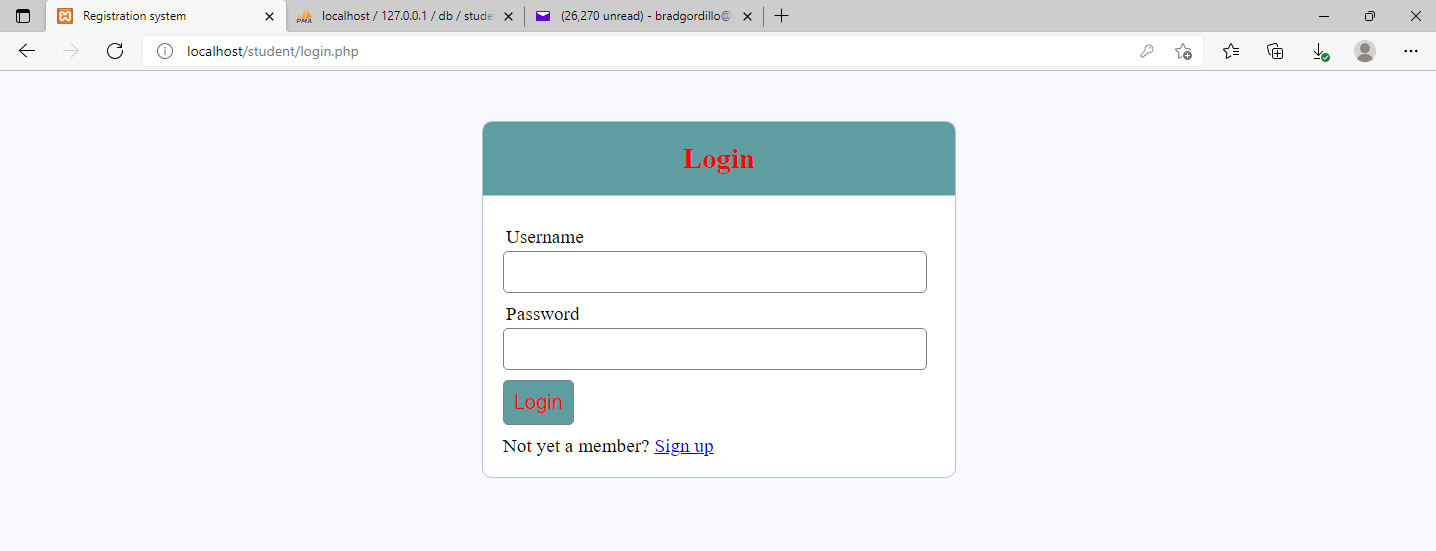 Registration system
localhost / 127.0.0.1 / db / stude
(26,270 unread) - bradgordillo@
localhost/student/login.php
Login
Username
Password
Login
Not yet a member? Sign up